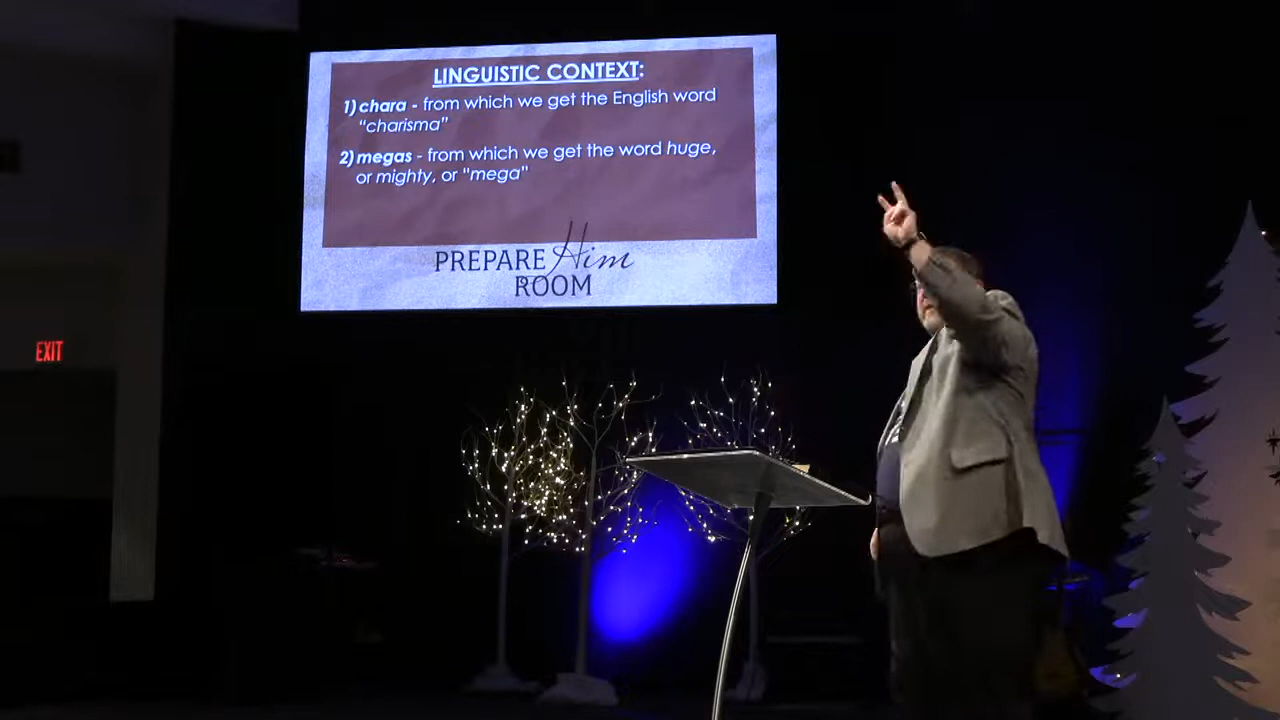 LINGUISTIC CONTEXT:
1) chara - from which we get the English word
"charisma"
2) megas - from which we get the word huge,
or mighty, or "mega"
PREPARE Him
ROOM
EXIT